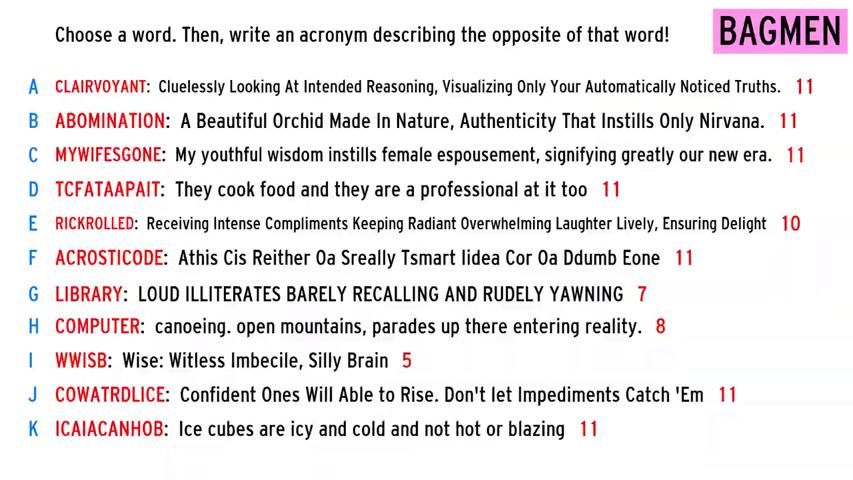 Choose a word. Then, write an acronym describing the opposite of that word!
BAGMEN
A CLAIRVOYANT: Cluelessly Looking At Intended Reasoning, Visualizing Only Your Automatically Noticed Truths. 11
B ABOMINATION: A Beautiful Orchid Made In Nature, Authenticity That Instills Only Nirvana. 11
C MYWIFESGONE: My youthful wisdom instills female espousement, signifying greatly our new era. 11
D TCFATAAPAIT: They cook food and they are a professional at it too 11
E RICKROLLED: Receiving Intense Compliments Keeping Radiant Overwhelming Laughter Lively, Ensuring Delight 10
F ACROSTICODE: Athis Cis Reither Oa Sreally Tsmart Iidea Cor Oa Ddumb Eone 11
G LIBRARY: LOUD ILLITERATES BARELY RECALLING AND RUDELY YAWNING 7
H COMPUTER: canoeing. open mountains, parades up there entering reality. 8
I WWISB: Wise: Witless Imbecile, Silly Brain 5
J COWATRDLICE: Confident Ones Will Able to Rise. Don't let Impediments Catch 'Em 11
K ICAIACANHOB: Ice cubes are icy and cold and not hot or blazing 11